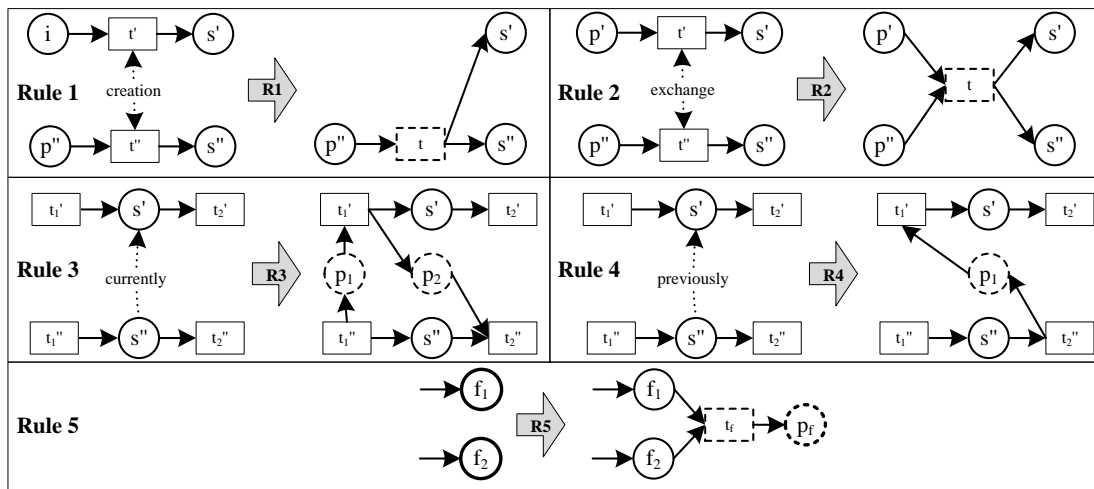 i t' s' s'
Rule 1 creation R1
p" t" s" p" t s"
p' t' s' p' s'
Rule 2 exchange R2 t
p" t" s" p" s"
t₁' s' t₂' t₁' s' t₂'
Rule 3 currently R3 p₁ p₂
t₁" s" t₂" t₁" s" t₂"
t₁' s' t₂' t₁' s' t₂'
Rule 4 previously R4 p₁
t₁" s" t₂" t₁" s" t₂"
f₁ f₁
Rule 5 R5 t_f p_f
f₂ f₂